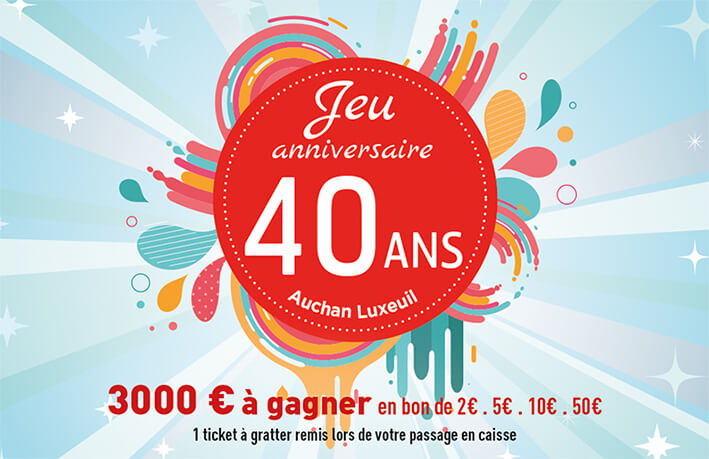 Jeu
anniversaire
40 ANS
Auchan Luxeuil
3000 € à gagner en bon de 2€ . 5€ . 10€ . 50€
1 ticket à gratter remis lors de votre passage en caisse